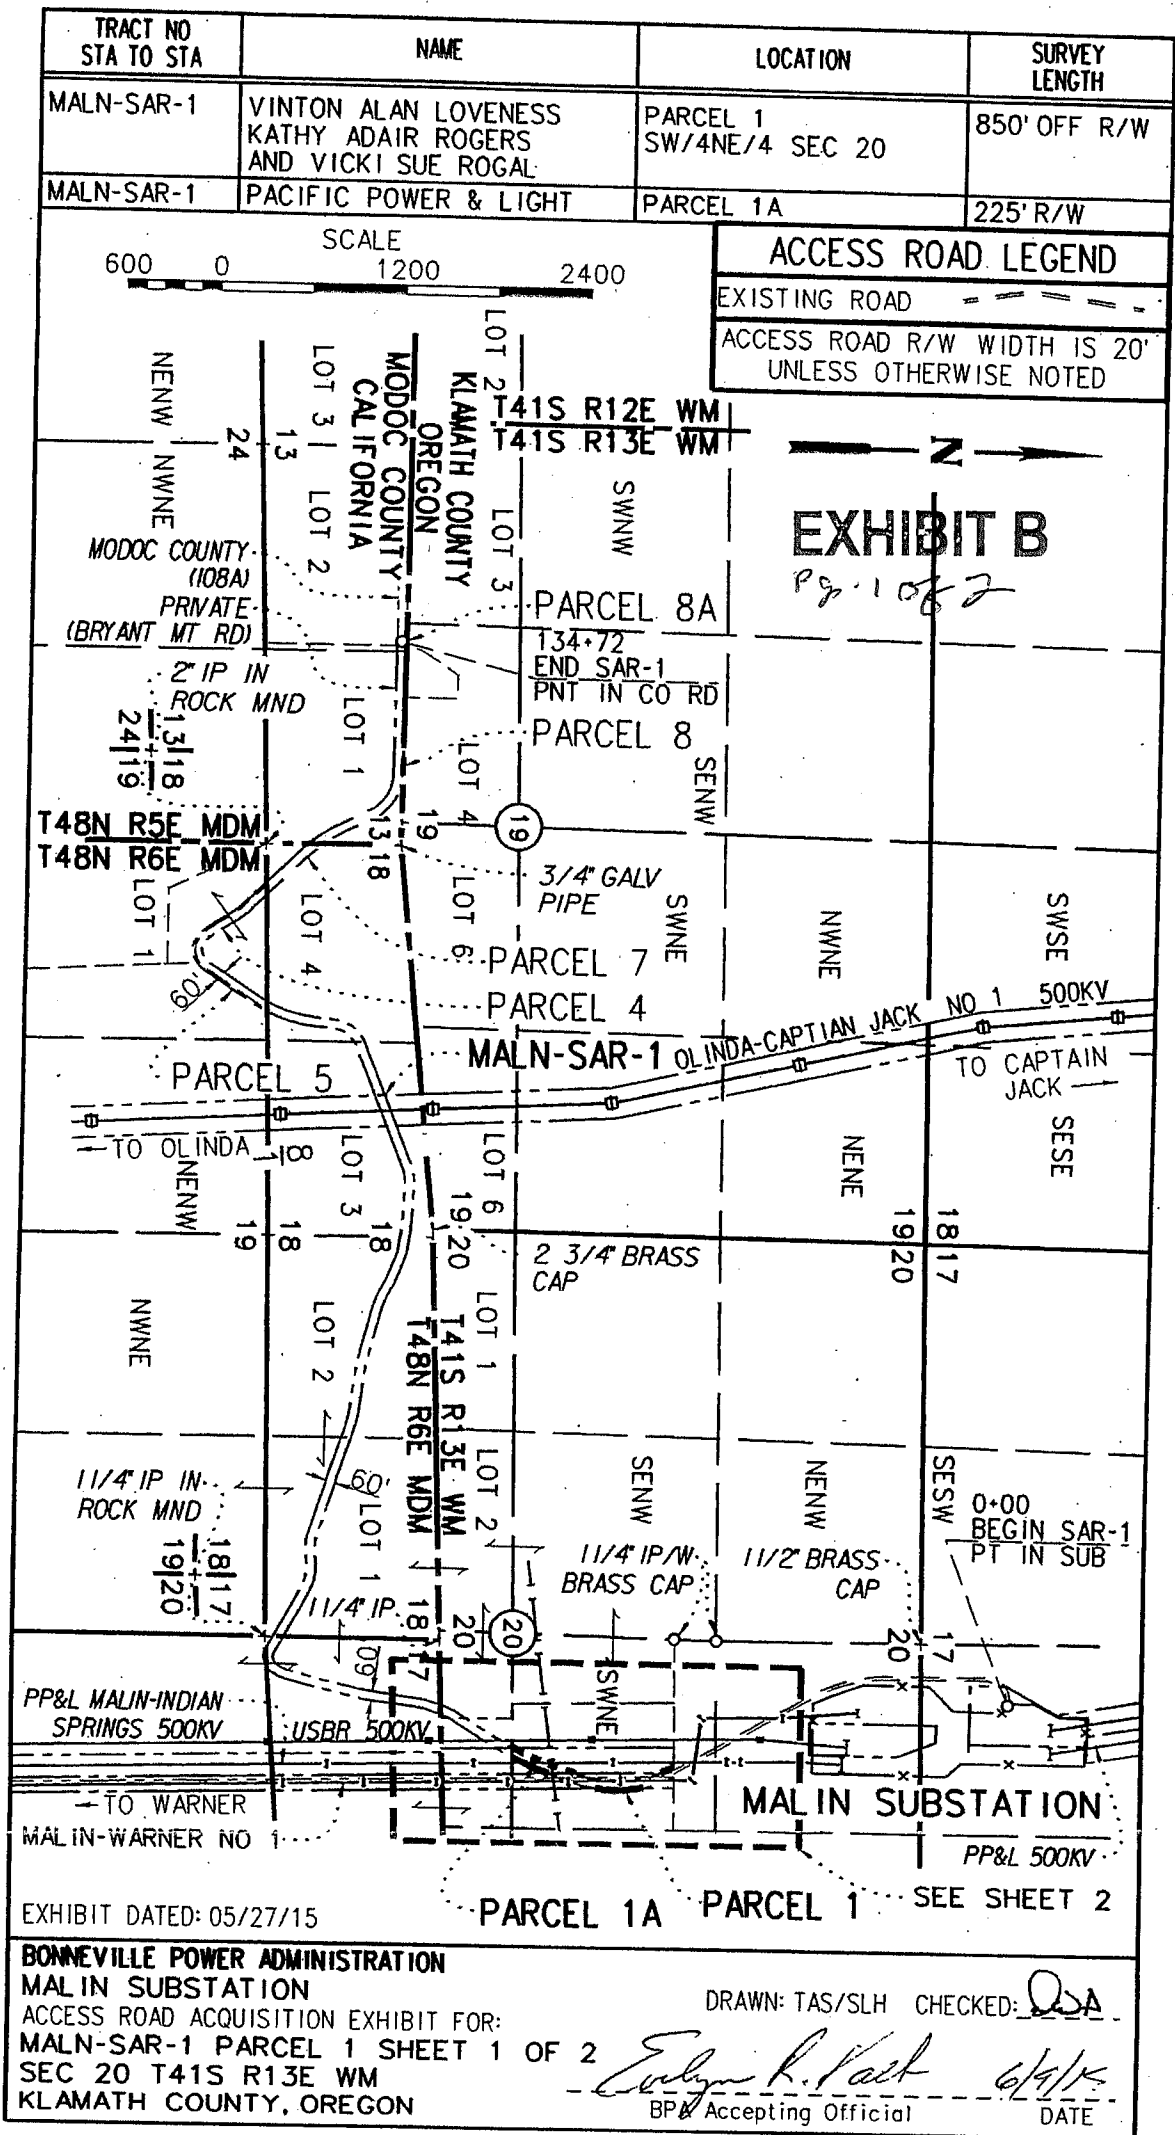 TRACT NO
STA TO STA
NAME
LOCATION
SURVEY
LENGTH
MALN-SAR-1
VINTON ALAN LOVENESS
KATHY ADAIR ROGERS
AND VICKI SUE ROGAL
PARCEL 1
SW/4NE/4 SEC 20
850' OFF R/W
MALN-SAR-1
PACIFIC POWER & LIGHT
PARCEL 1A
225' R/W
SCALE
600 0 1200 2400
ACCESS ROAD LEGEND
EXISTING ROAD
ACCESS ROAD R/W WIDTH IS 20'
UNLESS OTHERWISE NOTED
NENW
24
13
LOT 3
MODOC COUNTY
CALIFORNIA
KLAMATH COUNTY
OREGON
LOT 2
T41S R12E WM
T41S R13E WM
N
EXHIBIT B
Pg. 1 of 2
NWNE
LOT 2
LOT 3
SWNW
MODOC COUNTY
(108A)
PRIVATE
(BRYANT MT RD)
PARCEL 8A
134+72
END SAR-1
PNT IN CO RD
2" IP IN
ROCK MND
13|18
24|19
LOT 1
PARCEL 8
LOT 4
SENW
T48N R5E MDM
T48N R6E MDM
13
18
19
19
3/4" GALV
PIPE
LOT 1
LOT 4
LOT 6
SWNE
NWNE
SWSE
PARCEL 7
PARCEL 4
60'
PARCEL 5
MALN-SAR-1
OLINDA-CAPTIAN JACK NO 1 500KV
TO CAPTAIN
JACK
TO OLINDA
18
NENW
LOT 3
LOT 6
NENE
SESE
19
18
18
19
20
2 3/4" BRASS
CAP
18
17
19
20
NWNE
LOT 2
LOT 1
T41S R13E WM
T48N R6E MDM
11/4" IP IN
ROCK MND
18|17
19|20
60'
LOT 1
LOT 2
SENW
NENW
SESW
0+00
BEGIN SAR-1
PT IN SUB
11/4" IP/W
BRASS CAP
11/2" BRASS
CAP
11/4" IP
18
17
20
20
17
20
60
SWNE
PP&L MALIN-INDIAN
SPRINGS 500KV
USBR 500KV
TO WARNER
MALIN-WARNER NO 1
MALIN SUBSTATION
PP&L 500KV
SEE SHEET 2
PARCEL 1A
PARCEL 1
EXHIBIT DATED: 05/27/15
BONNEVILLE POWER ADMINISTRATION
MALIN SUBSTATION
ACCESS ROAD ACQUISITION EXHIBIT FOR:
MALN-SAR-1 PARCEL 1 SHEET 1 OF 2
SEC 20 T41S R13E WM
KLAMATH COUNTY, OREGON
DRAWN: TAS/SLH CHECKED:
6/9/15
BPA Accepting Official
DATE